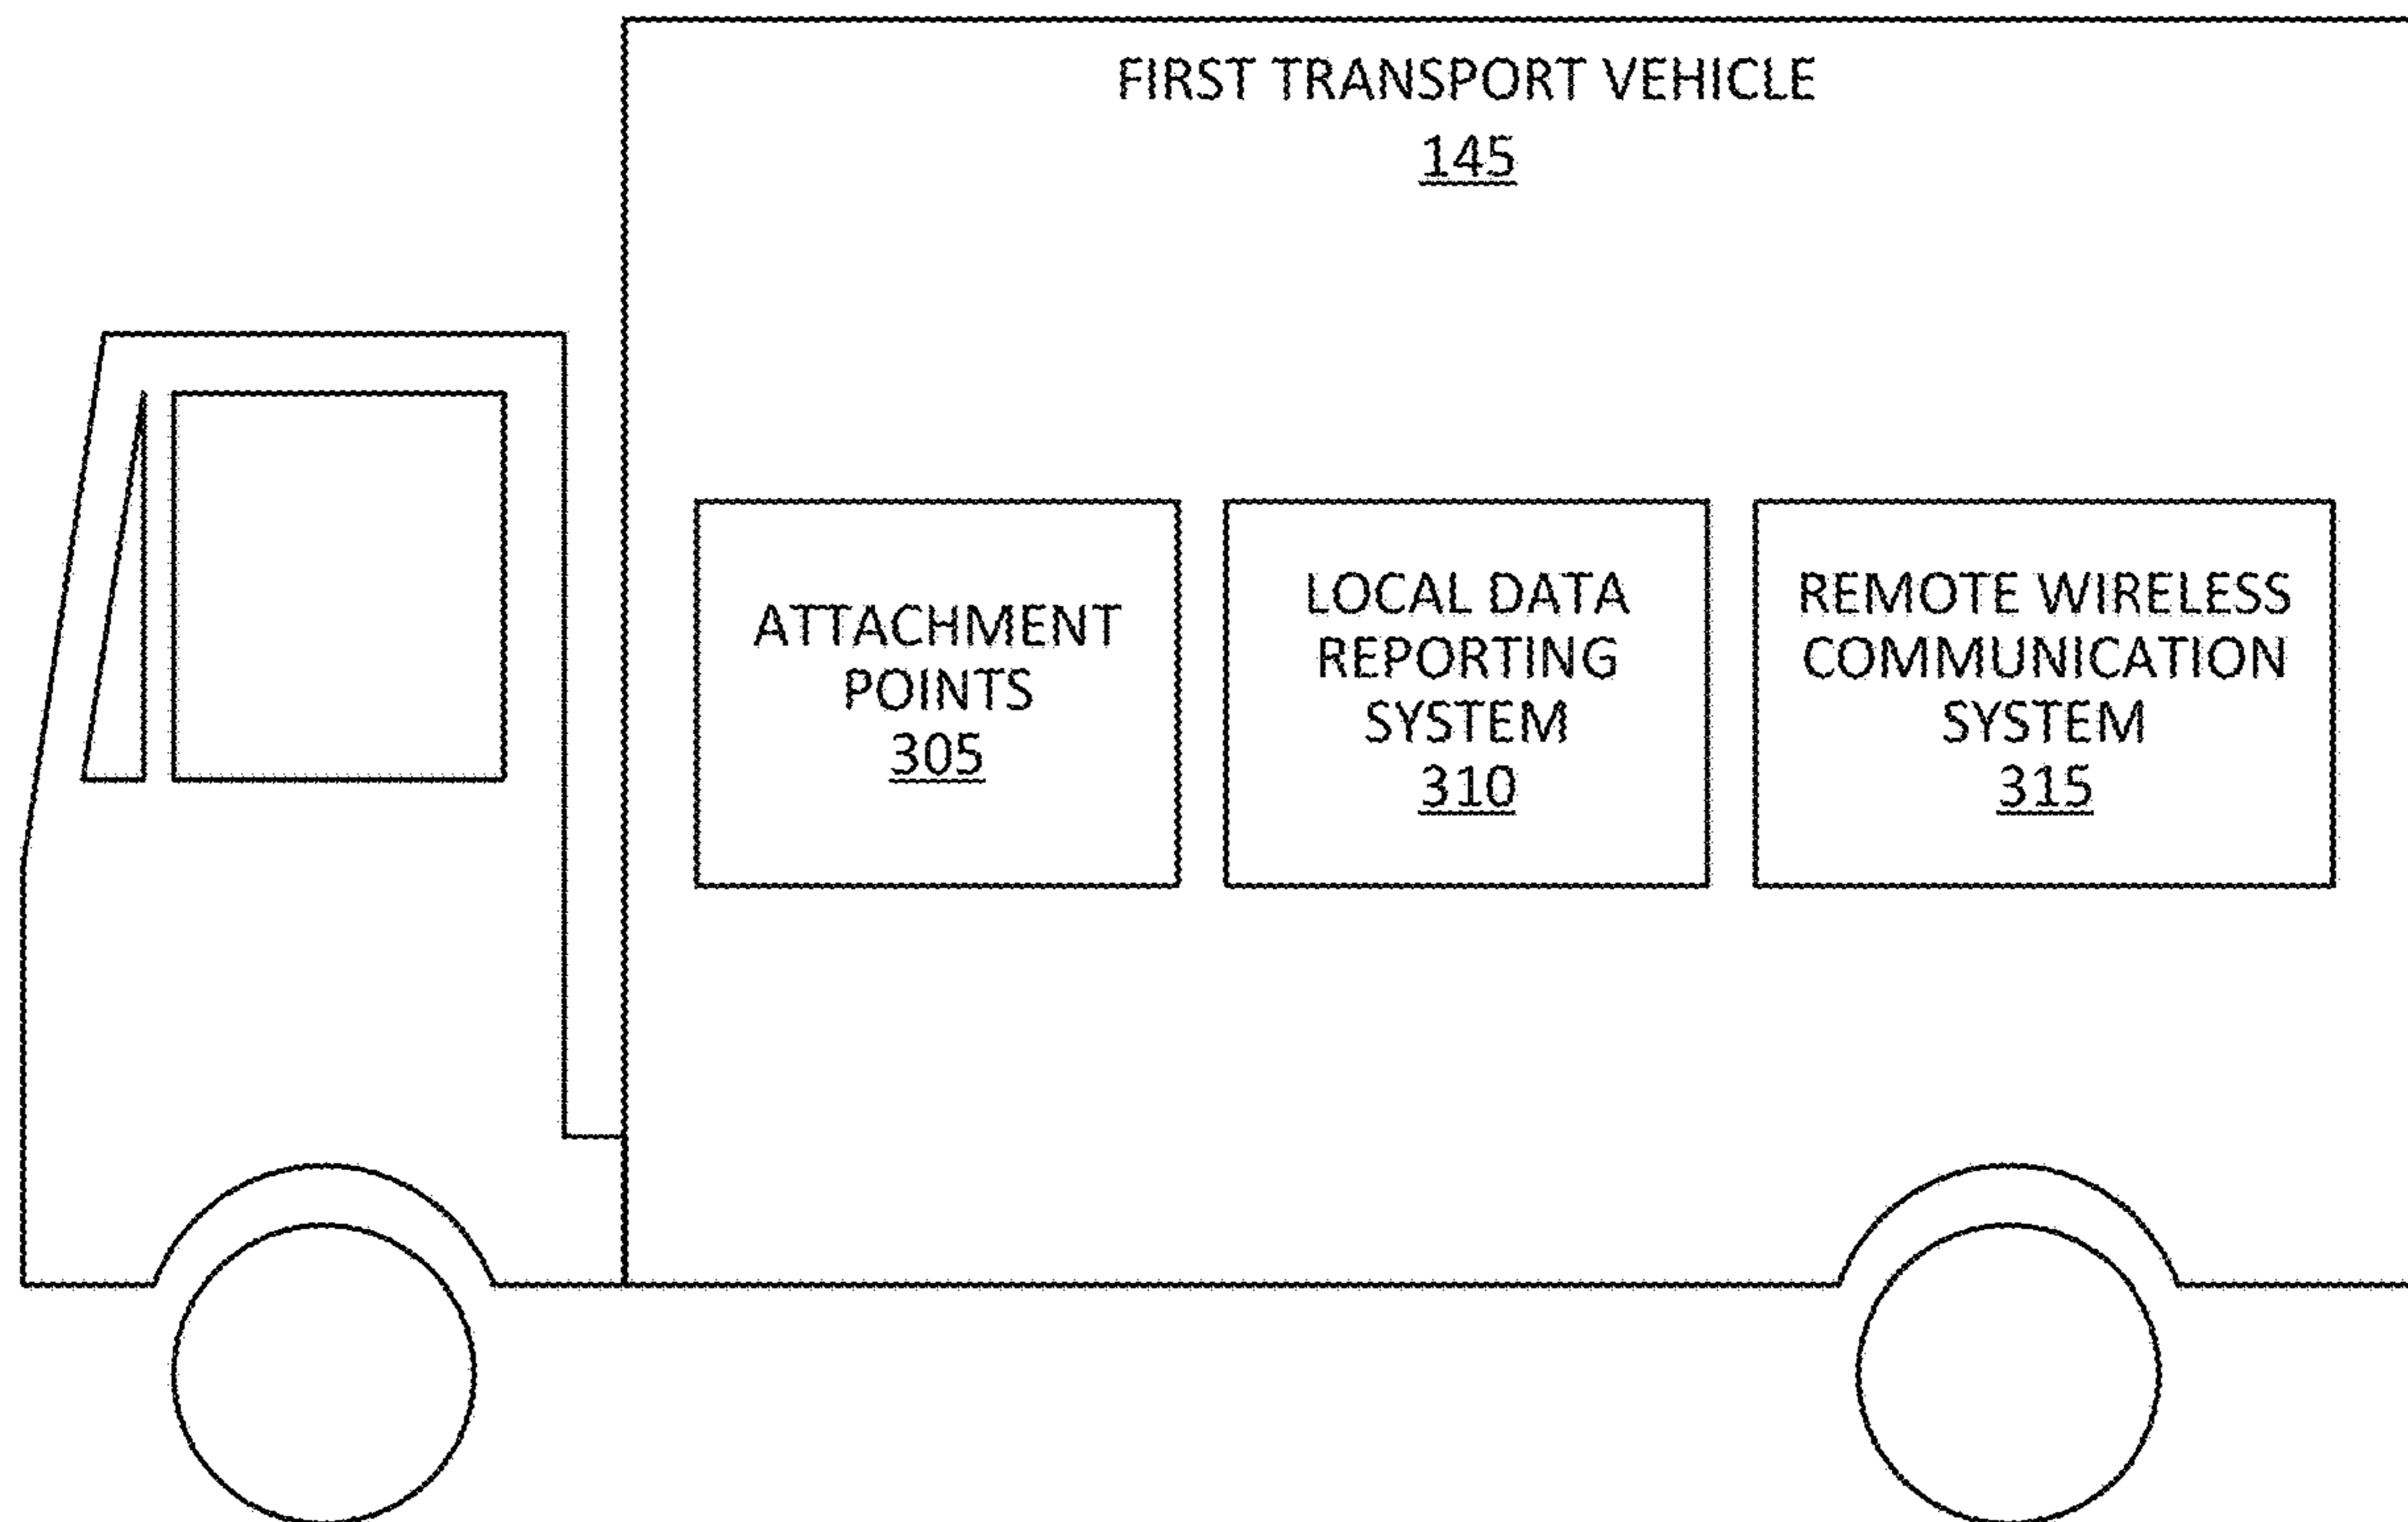 FIRST TRANSPORT VEHICLE
145
ATTACHMENT
POINTS
305
LOCAL DATA
REPORTING
SYSTEM
310
REMOTE WIRELESS
COMMUNICATION
SYSTEM
315